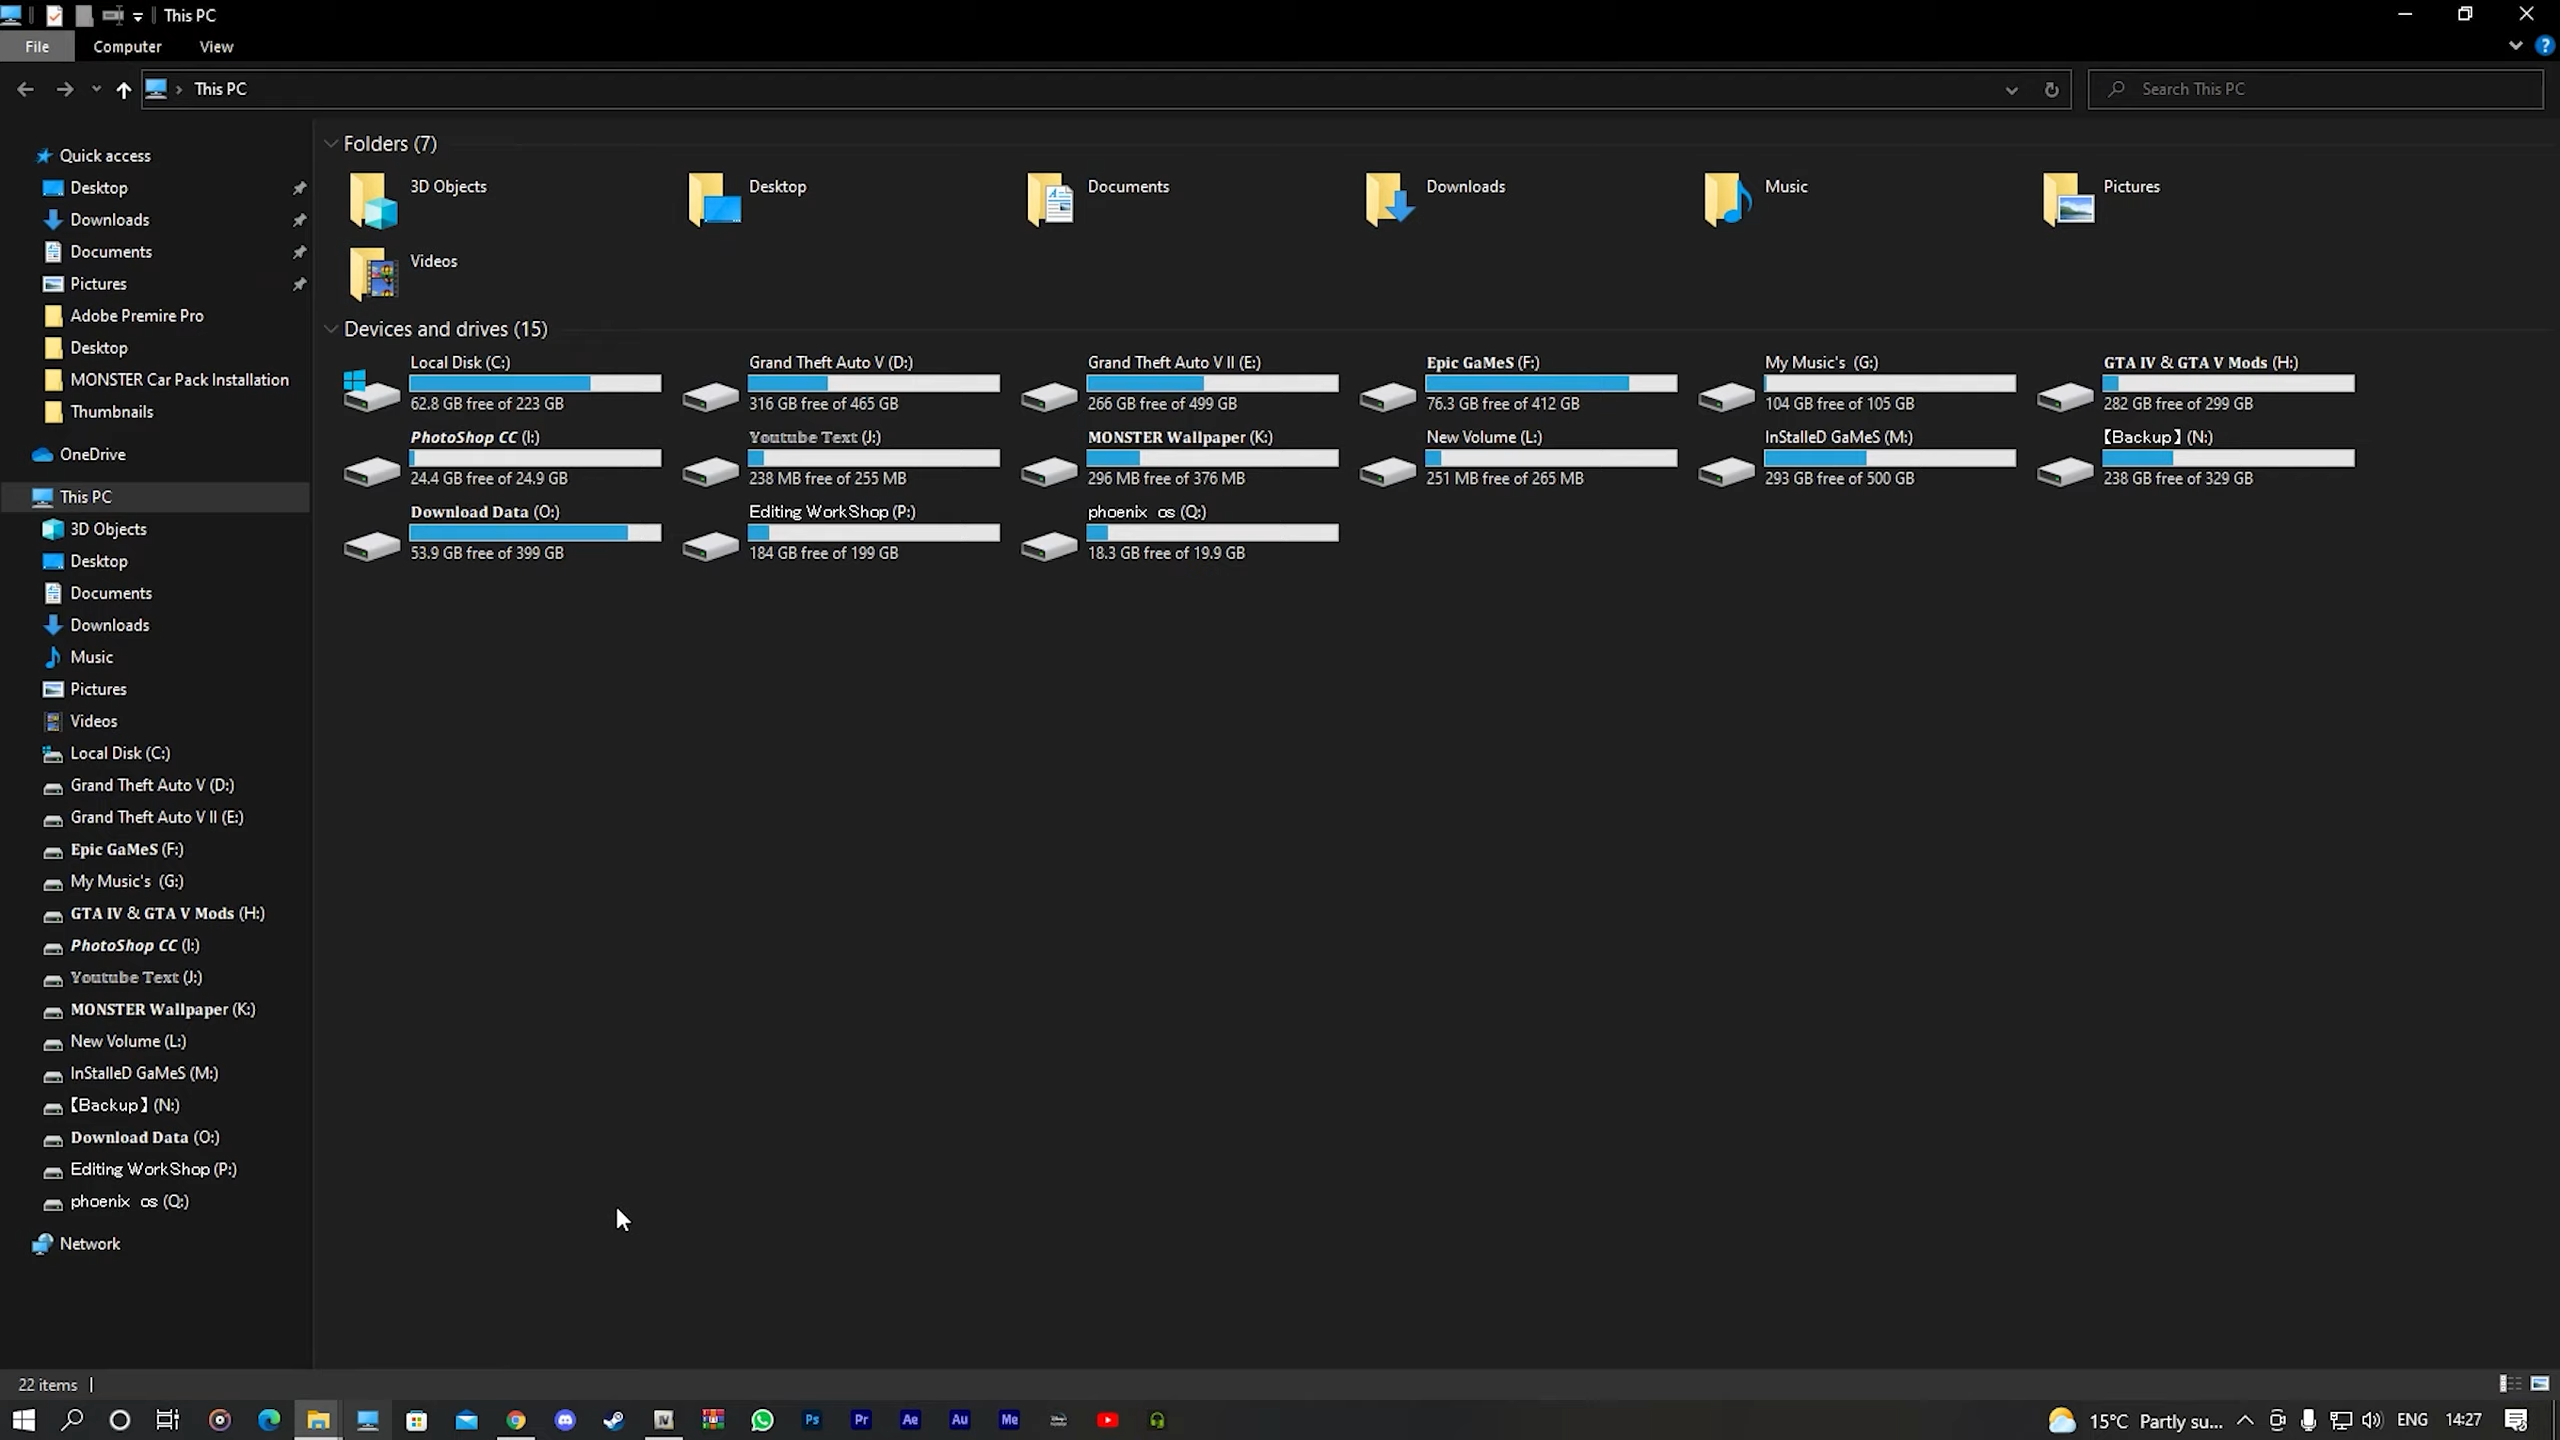 This PC
File Computer View
This PC
Search This PC
Quick access
Desktop
Downloads
Documents
Pictures
Adobe Premire Pro
Desktop
MONSTER Car Pack Installation
Thumbnails
OneDrive
This PC
3D Objects
Desktop
Documents
Downloads
Music
Pictures
Videos
Local Disk (C:)
Grand Theft Auto V (D:)
Grand Theft Auto V II (E:)
Epic GaMeS (F:)
My Music's (G:)
GTA IV & GTA V Mods (H:)
PhotoShop CC (I:)
Youtube Text (J:)
MONSTER Wallpaper (K:)
New Volume (L:)
InStalleD GaMeS (M:)
【Backup】(N:)
Download Data (O:)
Editing WorkShop (P:)
phoenix os (Q:)
Network
Folders (7)
3D Objects Desktop Documents Downloads Music Pictures
Videos
Devices and drives (15)
Local Disk (C:) Grand Theft Auto V (D:) Grand Theft Auto V II (E:) Epic GaMeS (F:) My Music's (G:) GTA IV & GTA V Mods (H:)
62.8 GB free of 223 GB 316 GB free of 465 GB 266 GB free of 499 GB 76.3 GB free of 412 GB 104 GB free of 105 GB 282 GB free of 299 GB
PhotoShop CC (I:) Youtube Text (J:) MONSTER Wallpaper (K:) New Volume (L:) InStalleD GaMeS (M:) 【Backup】(N:)
24.4 GB free of 24.9 GB 238 MB free of 255 MB 296 MB free of 376 MB 251 MB free of 265 MB 293 GB free of 500 GB 238 GB free of 329 GB
Download Data (O:) Editing WorkShop (P:) phoenix os (Q:)
53.9 GB free of 399 GB 184 GB free of 199 GB 18.3 GB free of 19.9 GB
22 items
IV Ps Pr Ae Au Me 15°C Partly su... ENG 14:27